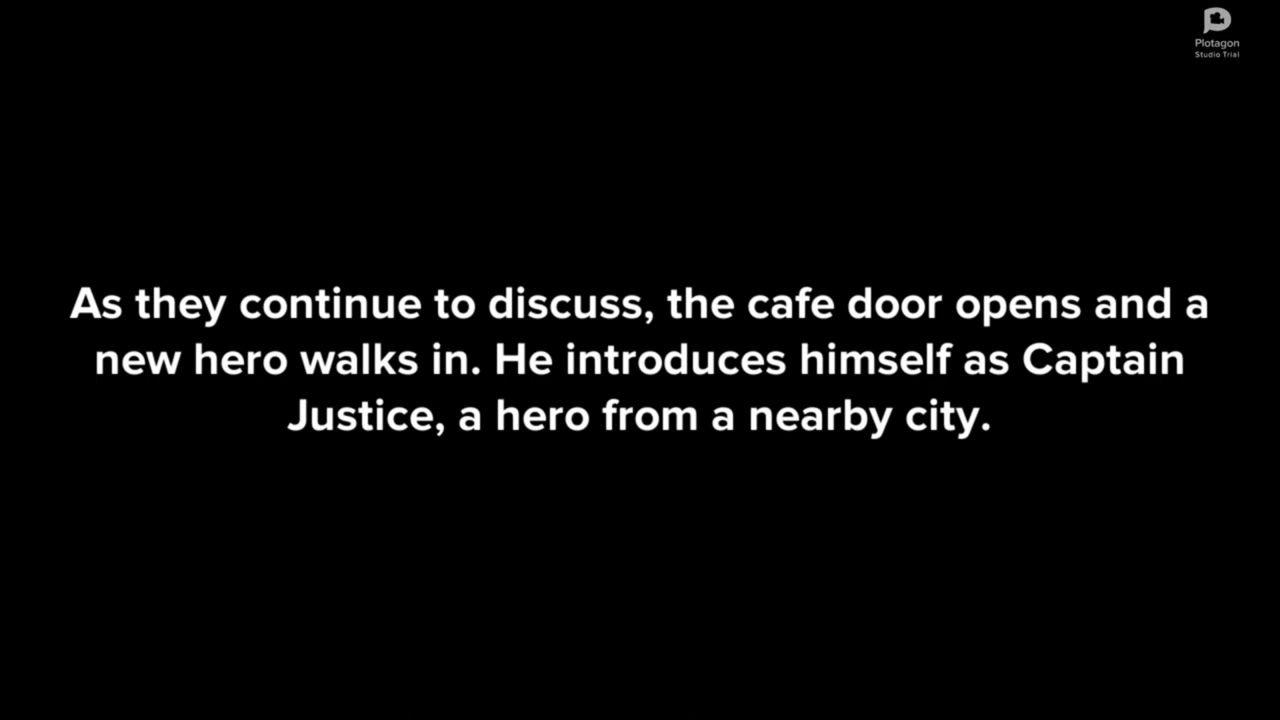 Plotagon
Studio Trial
As they continue to discuss, the cafe door opens and a
new hero walks in. He introduces himself as Captain
Justice, a hero from a nearby city.